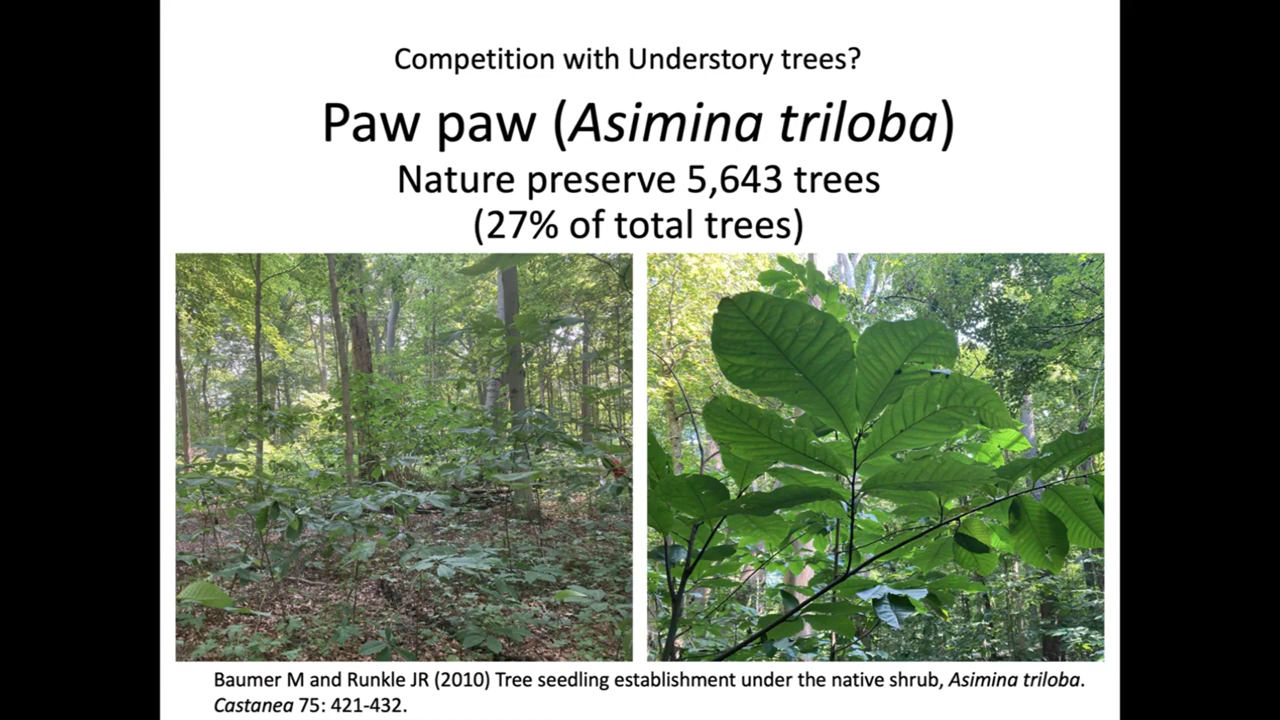 Competition with Understory trees?
Paw paw (Asimina triloba)
Nature preserve 5,643 trees
(27% of total trees)
Baumer M and Runkle JR (2010) Tree seedling establishment under the native shrub, Asimina triloba.
Castanea 75: 421-432.